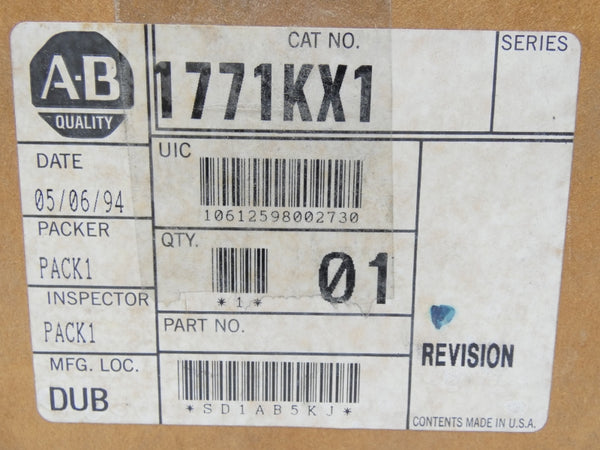 A-B
QUALITY
CAT NO.
1771KX1
SERIES
DATE
05/06/94
UIC
10612598002730
PACKER
PACK1
QTY.
01
*1*
INSPECTOR
PACK1
PART NO.
MFG. LOC.
DUB
*SD1AB5KJ*
REVISION
CONTENTS MADE IN U.S.A.